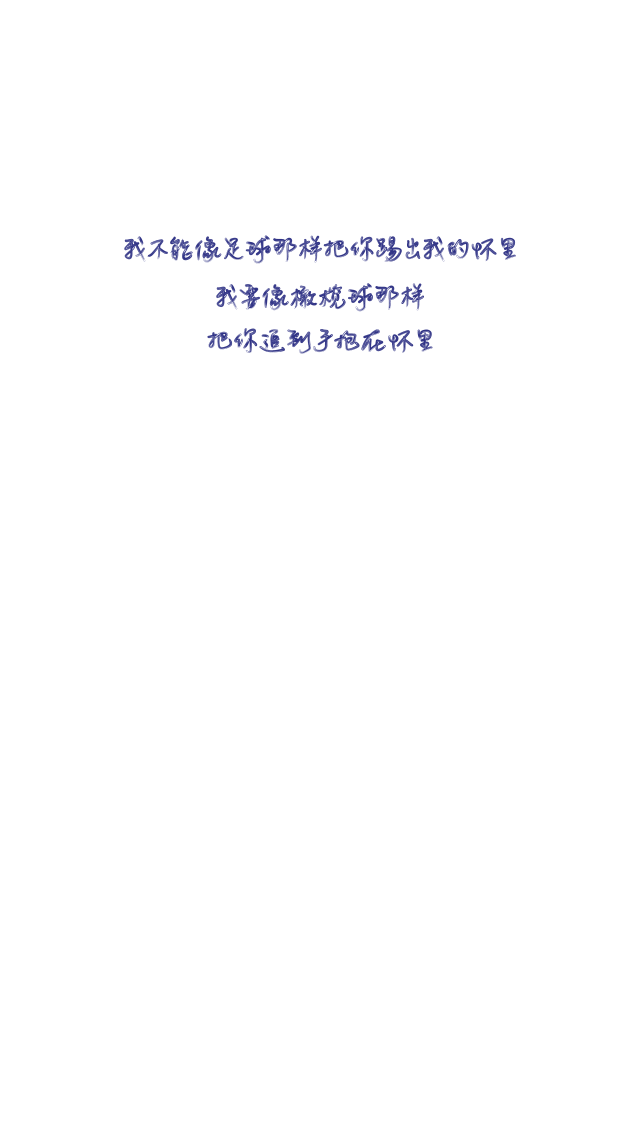 我不能像足球那样把你踢出我的怀里
我要像橄榄球那样
把你追到手抱在怀里